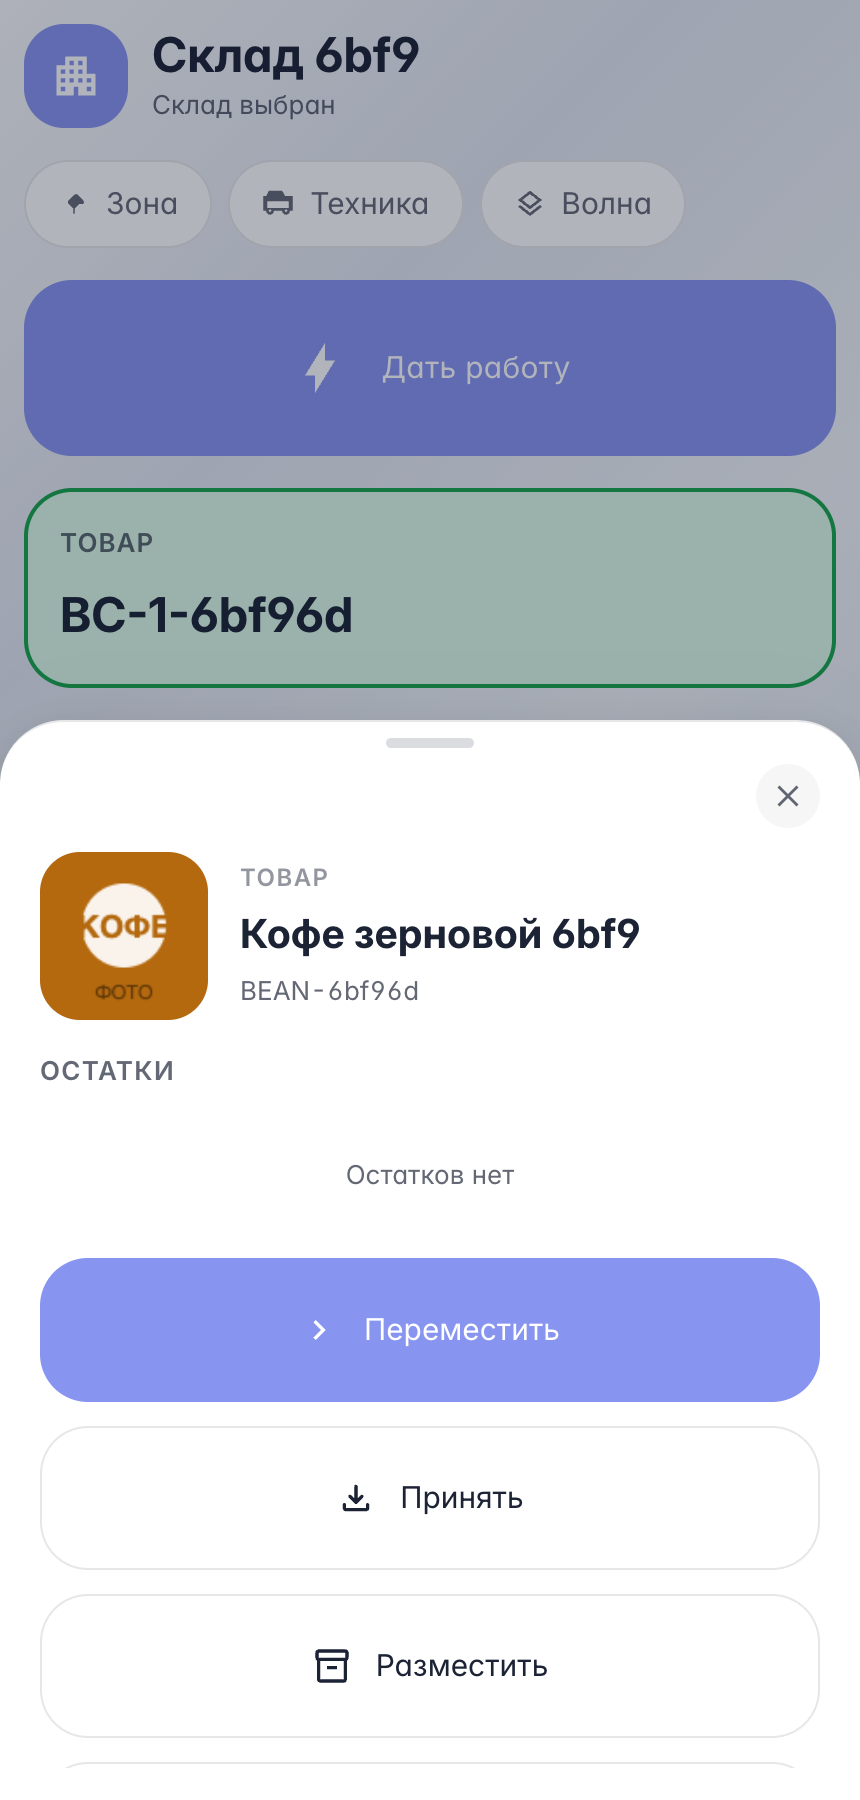 Склад 6bf9
Склад выбран
Зона
Техника
Волна
Дать работу
ТОВАР
BC-1-6bf96d
ТОВАР
КОФЕ
Кофе зерновой 6bf9
BEAN-6bf96d
ФОТО
ОСТАТКИ
Остатков нет
Переместить
Принять
Разместить